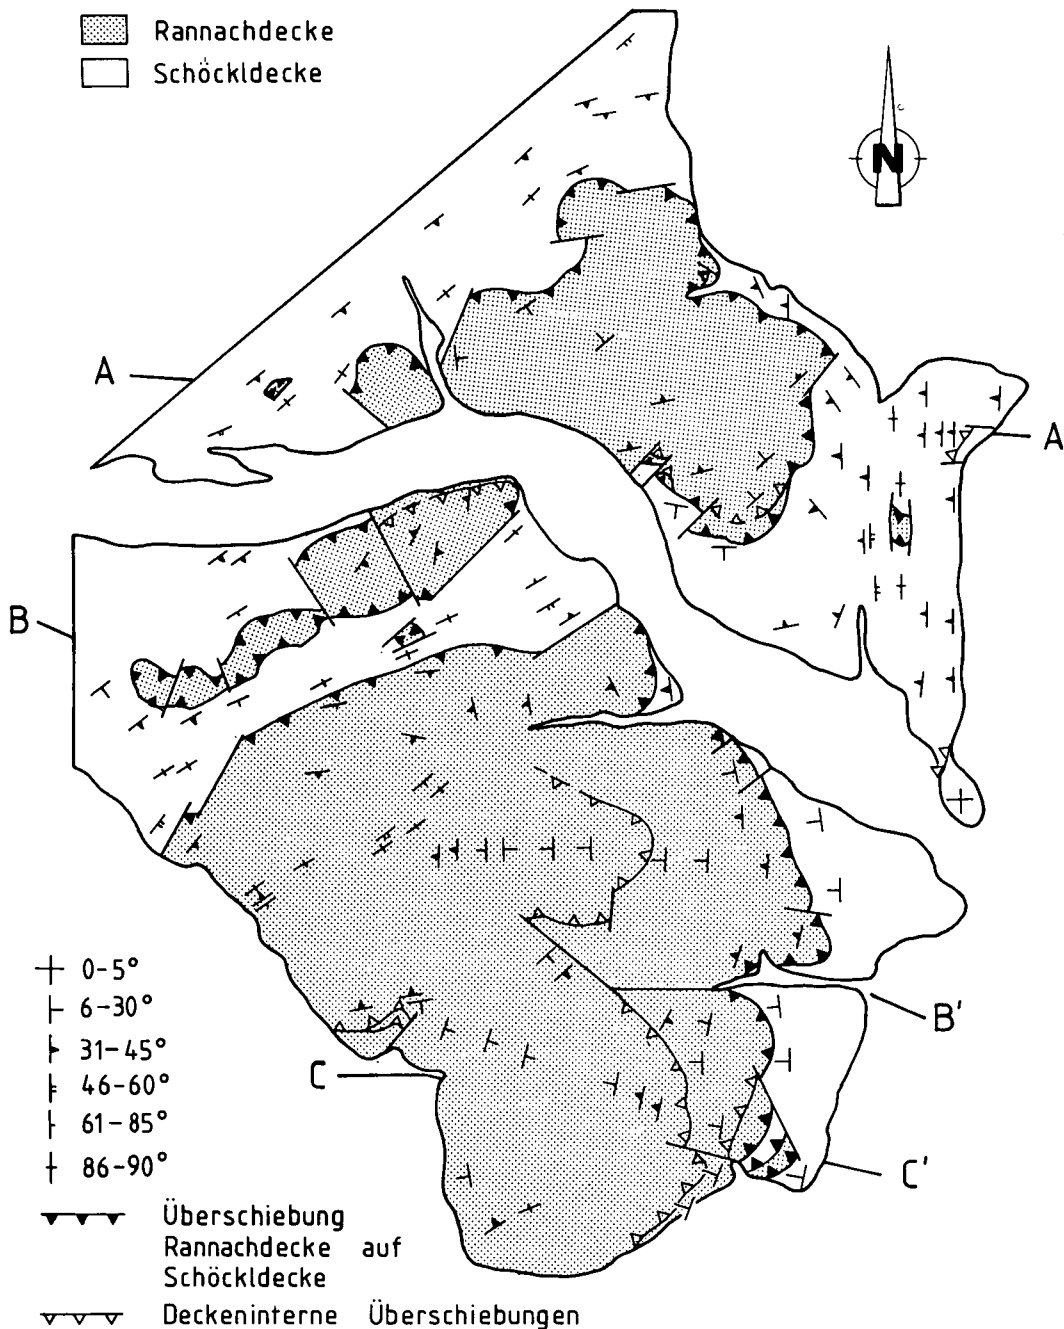 Rannachdecke
Schöckldecke
N
A
A
B
B'
C
C'
0-5°
6-30°
31-45°
46-60°
61-85°
86-90°
Überschiebung
Rannachdecke auf
Schöckldecke
Deckeninterne Überschiebungen